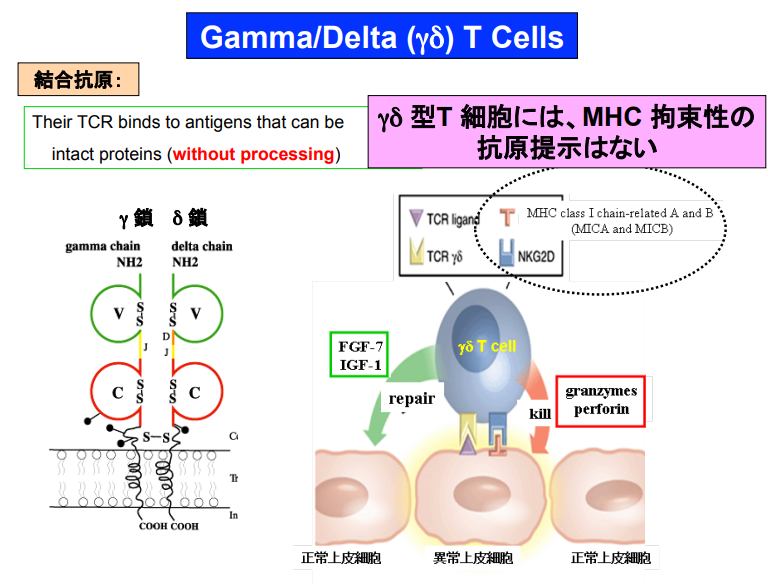 Gamma/Delta (γδ) T Cells
結合抗原：
Their TCR binds to antigens that can be
intact proteins (without processing)
γδ 型T 細胞には、MHC 拘束性の
抗原提示はない
γ 鎖 δ 鎖
gamma chain delta chain
NH2 NH2
V V
S S
S S
D
J J
C C
S S
S S
S–S
COOH COOH
TCR ligand
MHC class I chain-related A and B
(MICA and MICB)
TCR γδ
NKG2D
γδ T cell
FGF-7
IGF-1
repair
kill
granzymes
perforin
正常上皮細胞 異常上皮細胞 正常上皮細胞